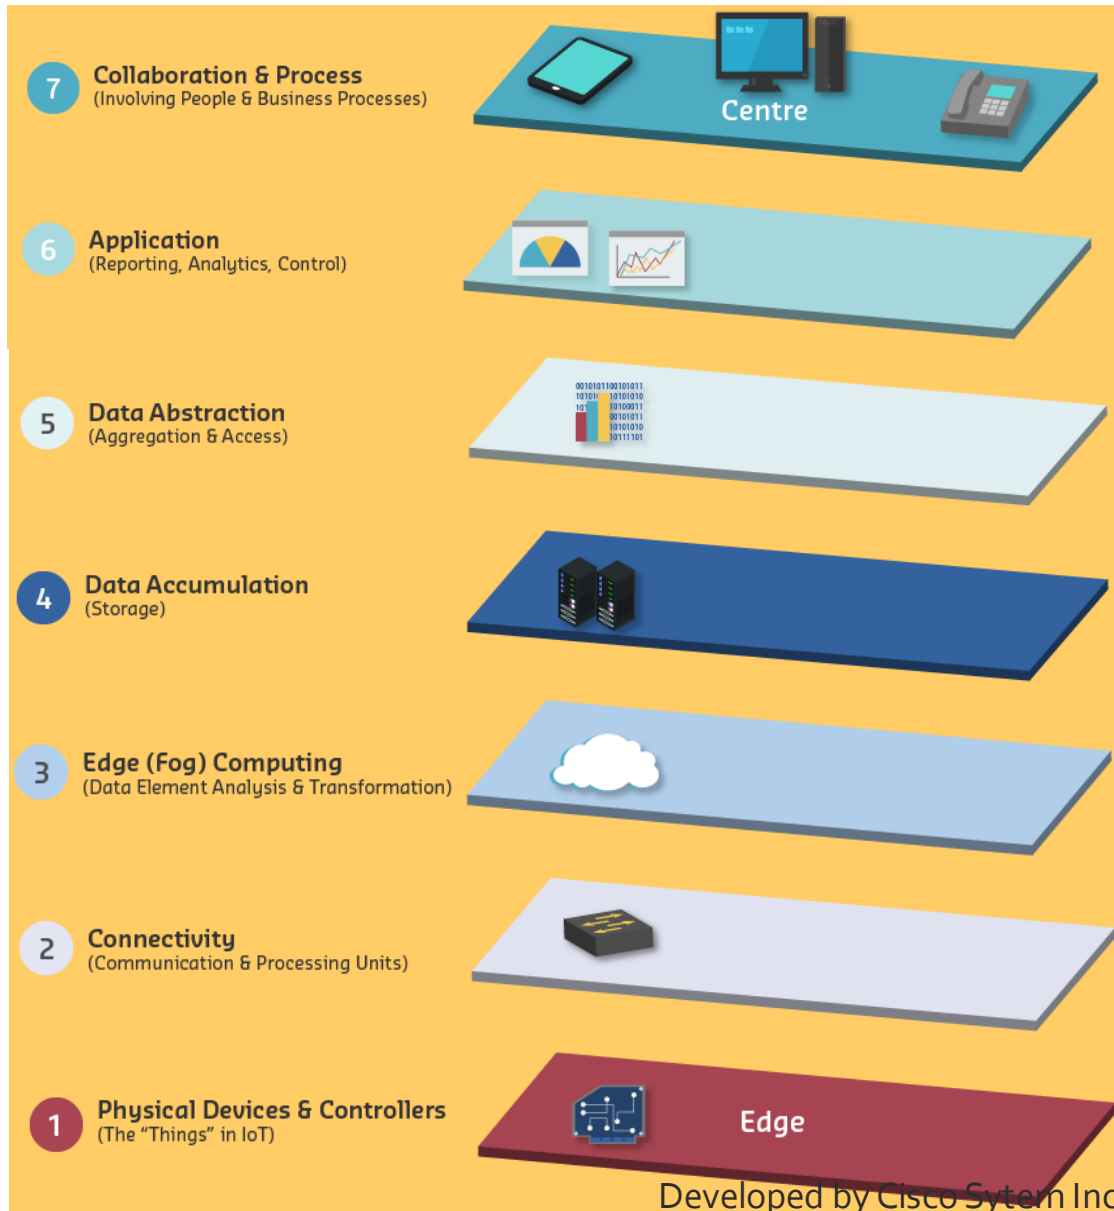 7
Collaboration & Process
(Involving People & Business Processes)
Centre
6
Application
(Reporting, Analytics, Control)
5
Data Abstraction
(Aggregation & Access)
0010101100101011
4
Data Accumulation
(Storage)
3
Edge (Fog) Computing
(Data Element Analysis & Transformation)
2
Connectivity
(Communication & Processing Units)
1
Physical Devices & Controllers
(The “Things” in IoT)
Edge
Developed by Cisco Sytem Inc